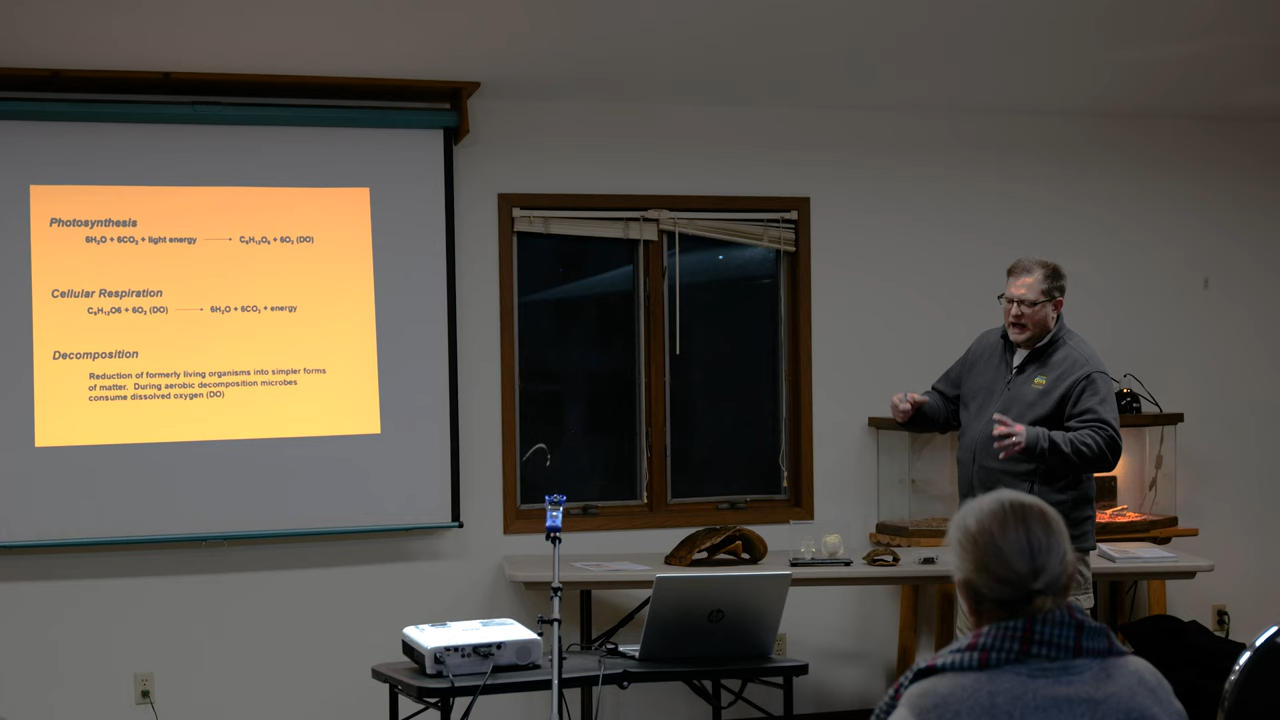 Photosynthesis
6H₂O + 6CO₂ + light energy ⟶ C₆H₁₂O₆ + 6O₂ (DO)
Cellular Respiration
C₆H₁₂O6 + 6O₂ (DO) ⟶ 6H₂O + 6CO₂ + energy
Decomposition
Reduction of formerly living organisms into simpler forms
of matter. During aerobic decomposition microbes
consume dissolved oxygen (DO)
hp